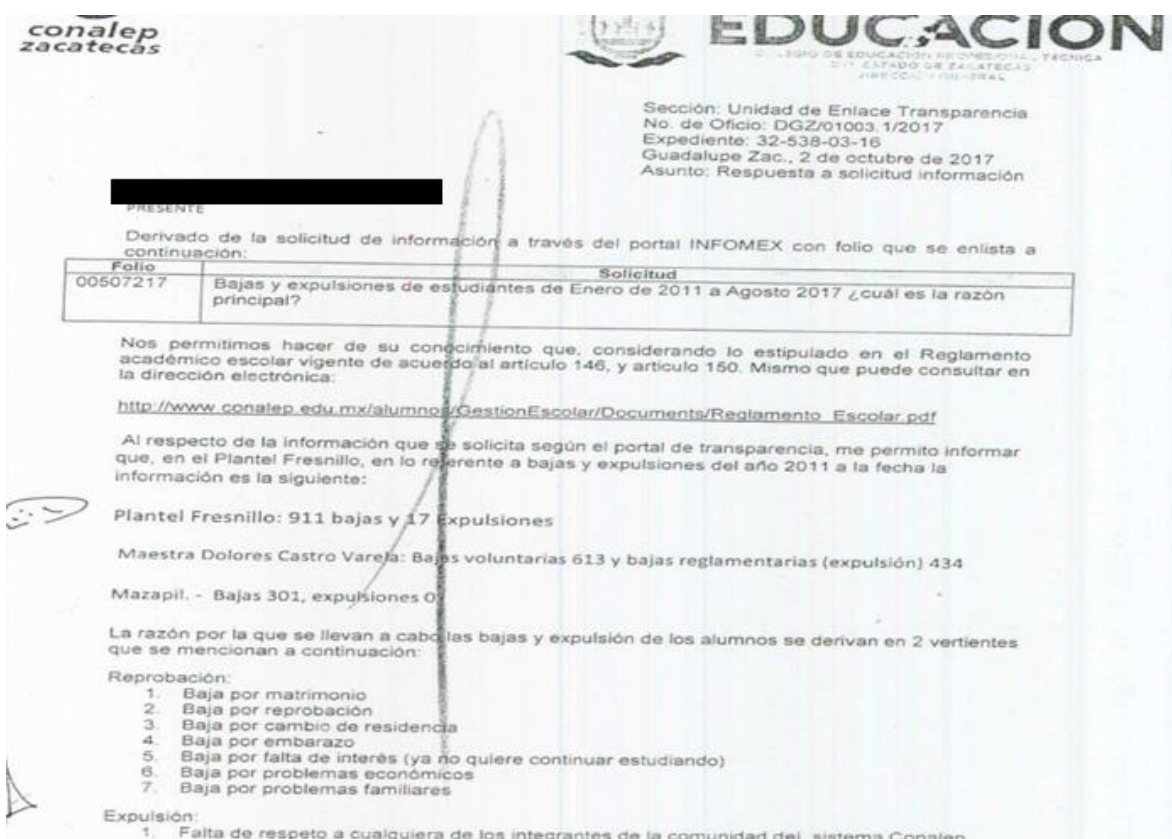 conalep
zacatecas
EDUCACIÓN
COLEGIO DE EDUCACIÓN PROFESIONAL TÉCNICA
DEL ESTADO DE ZACATECAS
DIRECCIÓN GENERAL
Sección: Unidad de Enlace Transparencia
No. de Oficio: DGZ/01003.1/2017
Expediente: 32-538-03-16
Guadalupe Zac., 2 de octubre de 2017
Asunto: Respuesta a solicitud información
PRESENTE
Derivado de la solicitud de información a través del portal INFOMEX con folio que se enlista a
continuación:
Folio Solicitud
00507217 Bajas y expulsiones de estudiantes de Enero de 2011 a Agosto 2017 ¿cuál es la razón
principal?
Nos permitimos hacer de su conocimiento que, considerando lo estipulado en el Reglamento
académico escolar vigente de acuerdo al artículo 146, y artículo 150. Mismo que puede consultar en
la dirección electrónica:
http://www.conalep.edu.mx/alumnos/GestionEscolar/Documents/Reglamento_Escolar.pdf
Al respecto de la información que se solicita según el portal de transparencia, me permito informar
que, en el Plantel Fresnillo, en lo referente a bajas y expulsiones del año 2011 a la fecha la
información es la siguiente:
Plantel Fresnillo: 911 bajas y 17 Expulsiones
Maestra Dolores Castro Varela: Bajas voluntarias 613 y bajas reglamentarias (expulsión) 434
Mazapil. - Bajas 301, expulsiones 0
La razón por la que se llevan a cabo las bajas y expulsión de los alumnos se derivan en 2 vertientes
que se mencionan a continuación:
Reprobación:
1. Baja por matrimonio
2. Baja por reprobación
3. Baja por cambio de residencia
4. Baja por embarazo
5. Baja por falta de interés (ya no quiere continuar estudiando)
6. Baja por problemas económicos
7. Baja por problemas familiares
Expulsión:
1. Falta de respeto a cualquiera de los integrantes de la comunidad del sistema Conalep